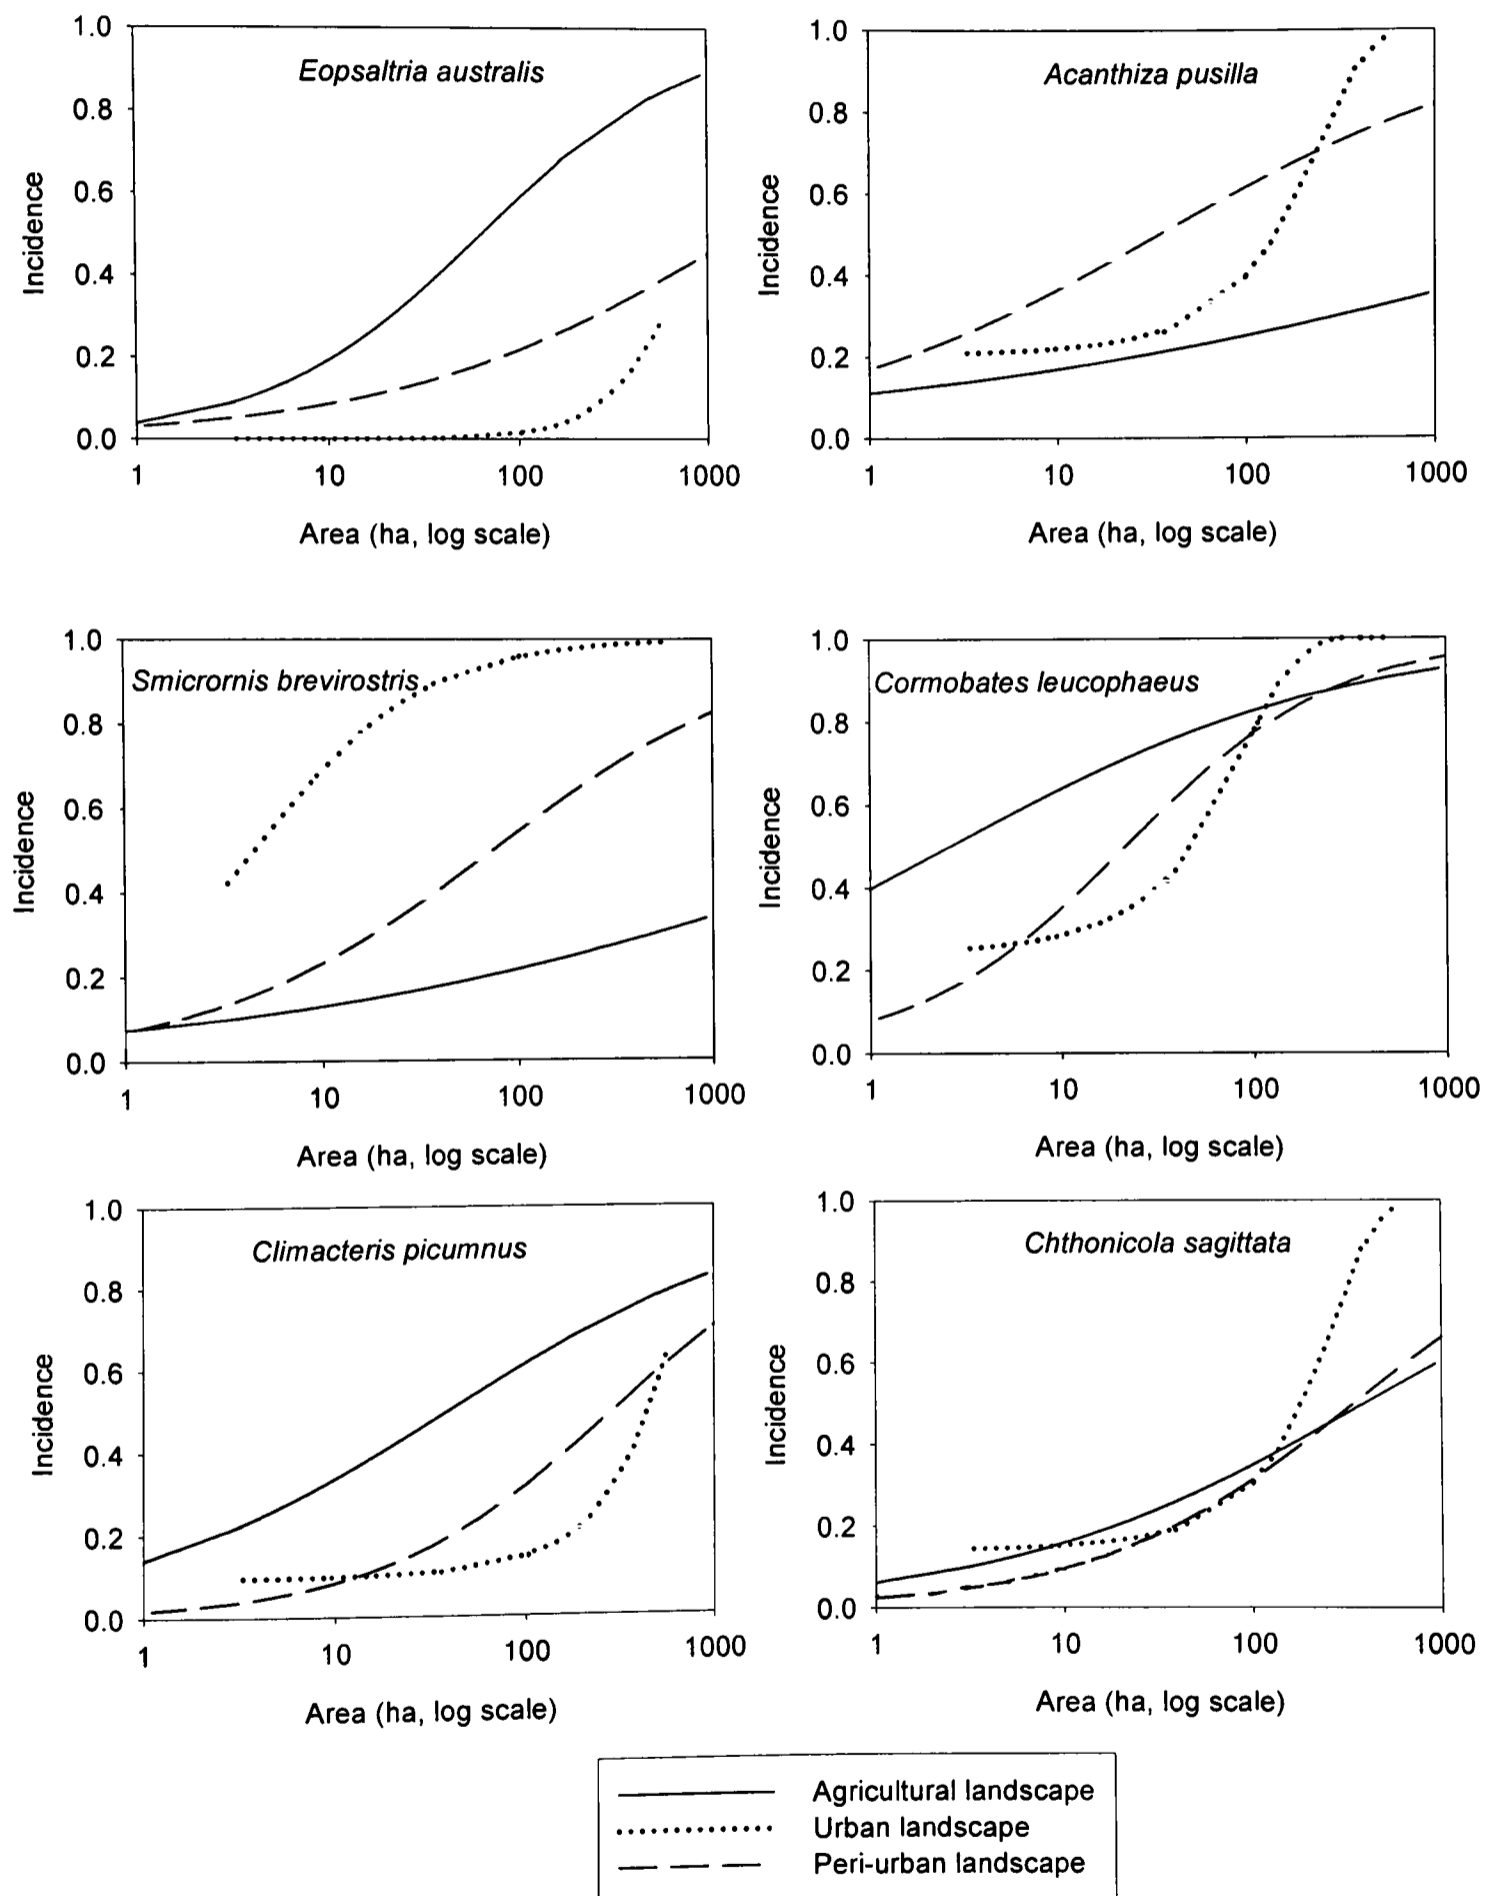 Eopsaltria australis
Incidence
1.0
0.8
0.6
0.4
0.2
0.0
1 10 100 1000
Area (ha, log scale)
Acanthiza pusilla
Incidence
1.0
0.8
0.6
0.4
0.2
0.0
1 10 100 1000
Area (ha, log scale)
Smicrornis brevirostris
Incidence
1.0
0.8
0.6
0.4
0.2
0.0
1 10 100 1000
Area (ha, log scale)
Cormobates leucophaeus
Incidence
1.0
0.8
0.6
0.4
0.2
0.0
1 10 100 1000
Area (ha, log scale)
Climacteris picumnus
Incidence
1.0
0.8
0.6
0.4
0.2
0.0
1 10 100 1000
Area (ha, log scale)
Chthonicola sagittata
Incidence
1.0
0.8
0.6
0.4
0.2
0.0
1 10 100 1000
Area (ha, log scale)
Agricultural landscape
Urban landscape
Peri-urban landscape